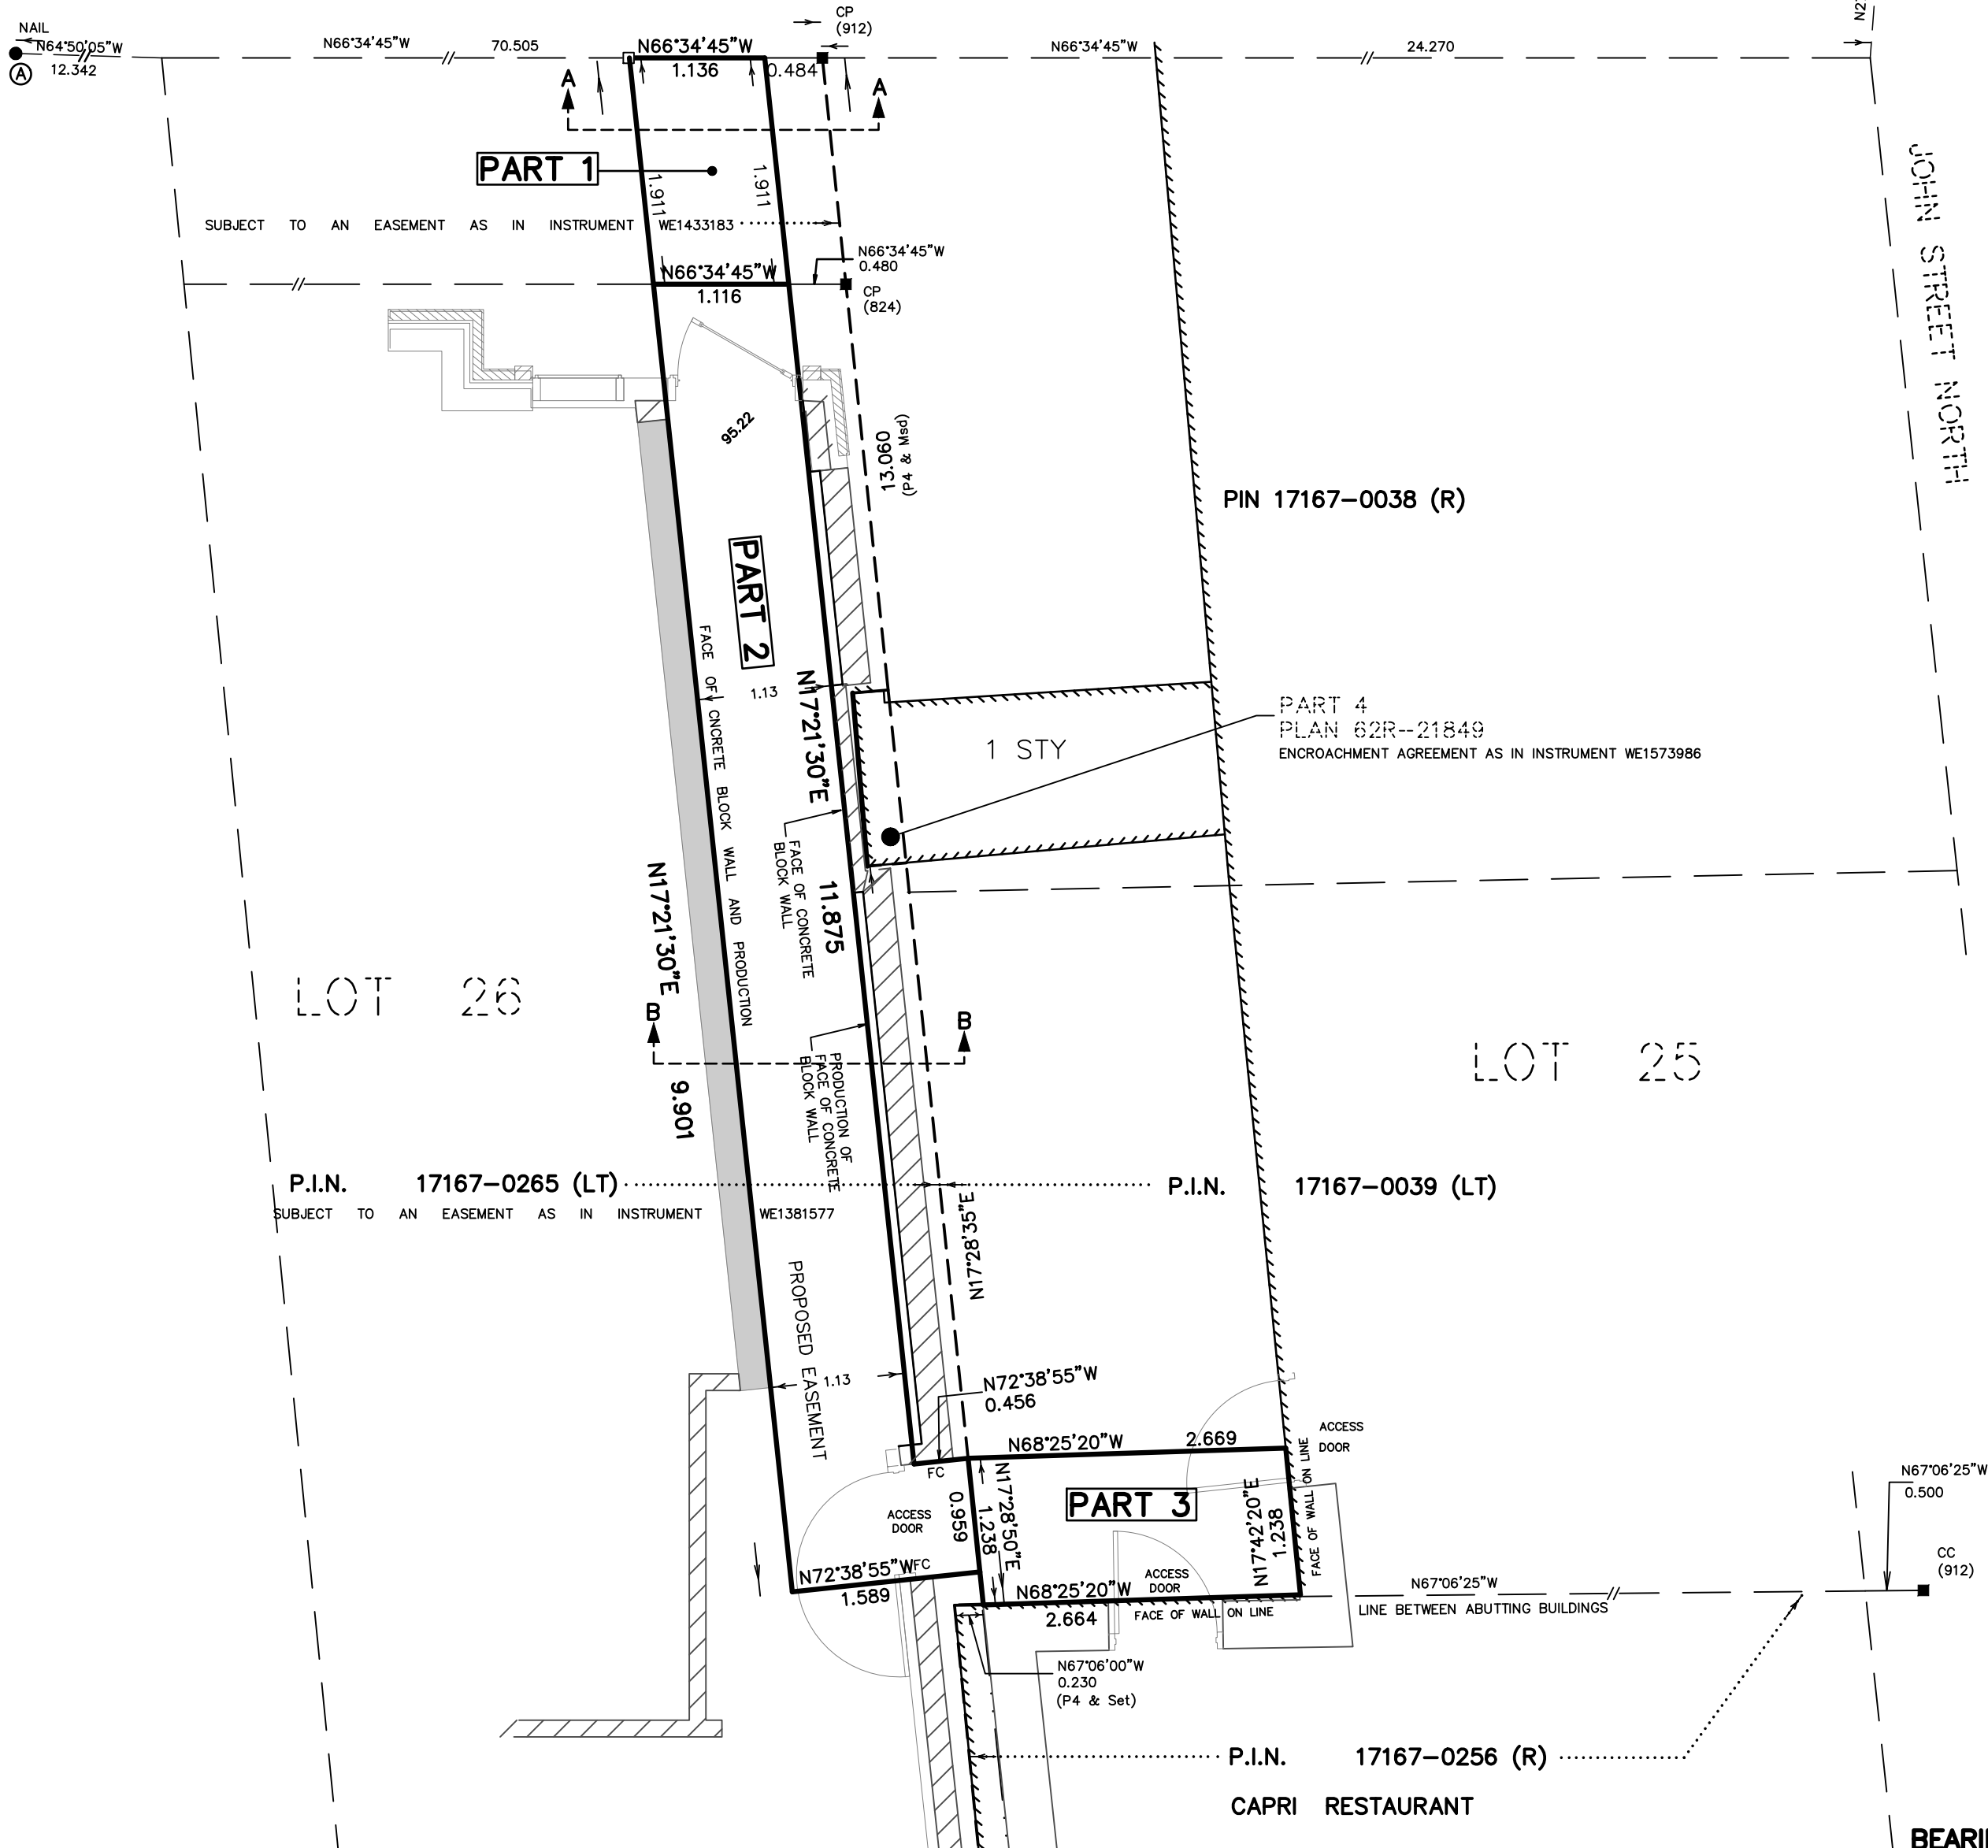 NAIL
N64°50'05"W
12.342
A
N66°34'45"W
70.505
N66°34'45"W
1.136
0.484
CP
(912)
N66°34'45"W
24.270
A
A
PART 1
1.911
1.911
SUBJECT TO AN EASEMENT AS IN INSTRUMENT WE1433183
N66°34'45"W
1.116
N66°34'45"W
0.480
CP
(824)
JOHN STREET NORTH
95.22
13.060
(P4 & Msd)
PIN 17167-0038 (R)
PART 2
FACE OF CNCRETE BLOCK WALL AND PRODUCTION
1.13
N17°21'30"E
11.875
FACE OF CONCRETE
BLOCK WALL
1 STY
PART 4
PLAN 62R--21849
ENCROACHMENT AGREEMENT AS IN INSTRUMENT WE1573986
N17°21'30"E
9.901
LOT 26
B
B
LOT 25
PRODUCTION OF
FACE OF CONCRETE
BLOCK WALL
P.I.N. 17167-0265 (LT)
SUBJECT TO AN EASEMENT AS IN INSTRUMENT WE1381577
P.I.N. 17167-0039 (LT)
N17°28'35"E
PROPOSED EASEMENT
1.13
N72°38'55"W
0.456
N68°25'20"W
2.669
ACCESS
DOOR
FACE OF WALL ON LINE
FC
ACCESS
DOOR
0.959
1.238
N17°28'50"E
PART 3
N17°42'20"E
1.238
N72°38'55"W
FC
1.589
N68°25'20"W
2.664
ACCESS
DOOR
FACE OF WALL ON LINE
N67°06'25"W
LINE BETWEEN ABUTTING BUILDINGS
N67°06'25"W
0.500
CC
(912)
N67°06'00"W
0.230
(P4 & Set)
P.I.N. 17167-0256 (R)
CAPRI RESTAURANT